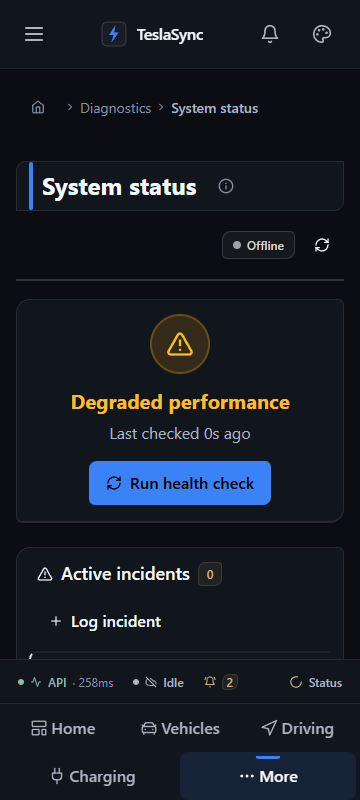 TeslaSync
Diagnostics System status
System status
Offline
Degraded performance
Last checked 0s ago
Run health check
Active incidents 0
Log incident
API · 258ms Idle 2 Status
Home Vehicles Driving
Charging More